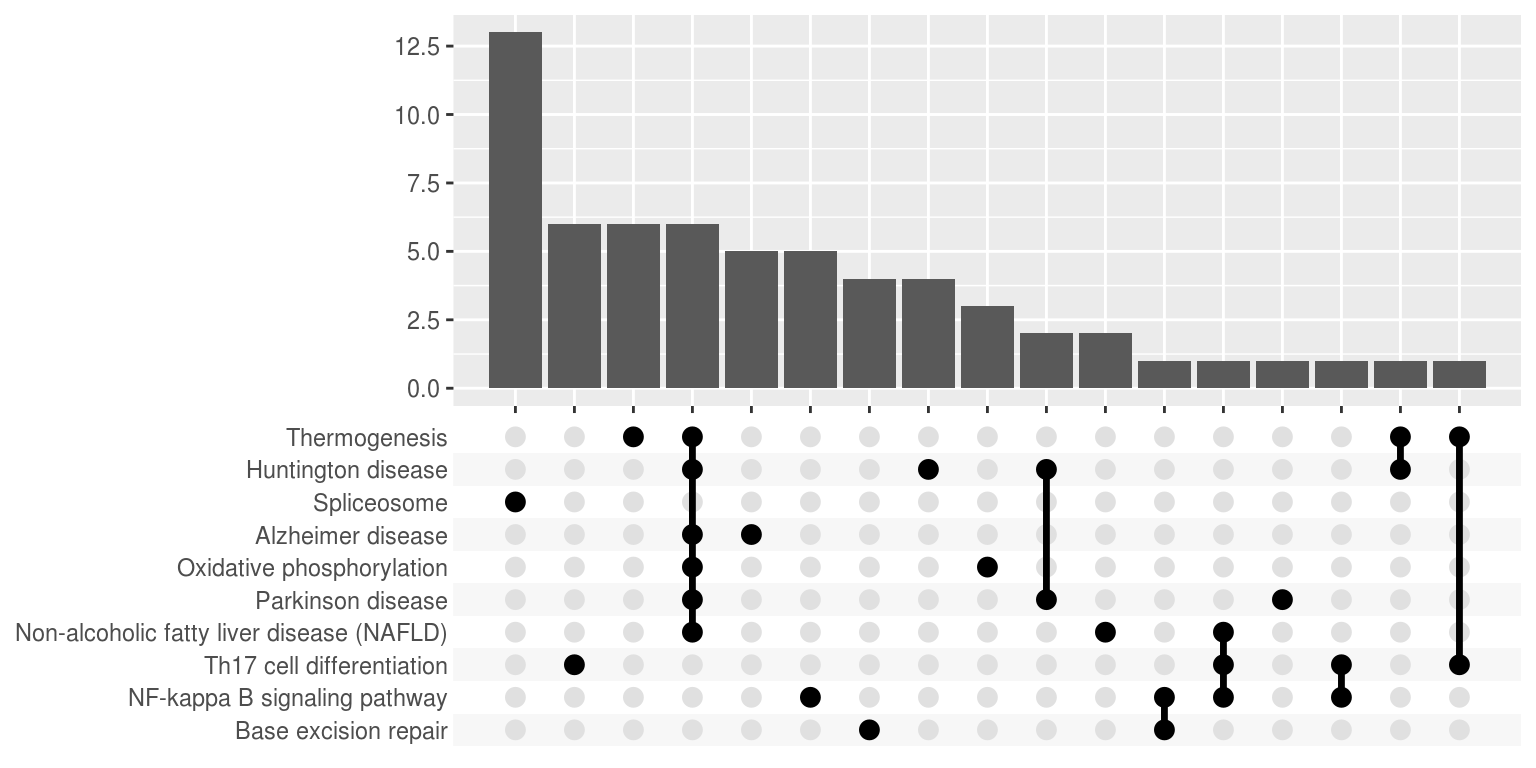 12.5
10.0
7.5
5.0
2.5
0.0
Thermogenesis
Huntington disease
Spliceosome
Alzheimer disease
Oxidative phosphorylation
Parkinson disease
Non-alcoholic fatty liver disease (NAFLD)
Th17 cell differentiation
NF-kappa B signaling pathway
Base excision repair